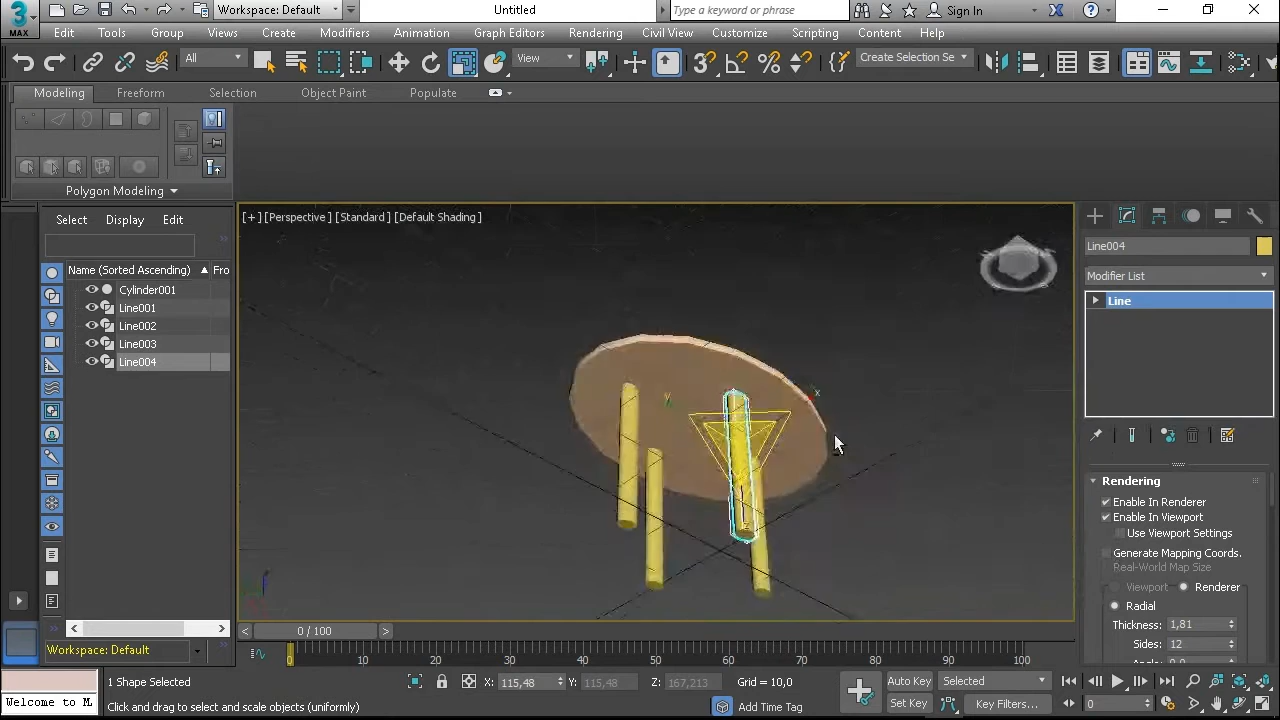 3
MAX
Workspace: Default
Untitled
Type a keyword or phrase
Sign In
File Edit Tools Group Views Create Modifiers Animation Graph Editors Rendering Civil View Customize Scripting Content Help
All
View
Create Selection Se
Modeling Freeform Selection Object Paint Populate
Polygon Modeling
Select Display Edit
[+] [Perspective ] [Standard ] [Default Shading ]
Name (Sorted Ascending) Fro
Cylinder001
Line001
Line002
Line003
Line004
Line004
Modifier List
Line
x
y
Rendering
Enable In Renderer
Enable In Viewport
Use Viewport Settings
Generate Mapping Coords.
Real-World Map Size
Viewport Renderer
Radial
Thickness: 1,81
Sides: 12
0 / 100
Workspace: Default
0 10 20 30 40 50 60 70 80 90 100
1 Shape Selected
X: 115,48 Y: 115,48 Z: 167,213 Grid = 10,0
Auto Key Selected
Welcome to M
Click and drag to select and scale objects (uniformly)
Add Time Tag
Set Key Key Filters... 0